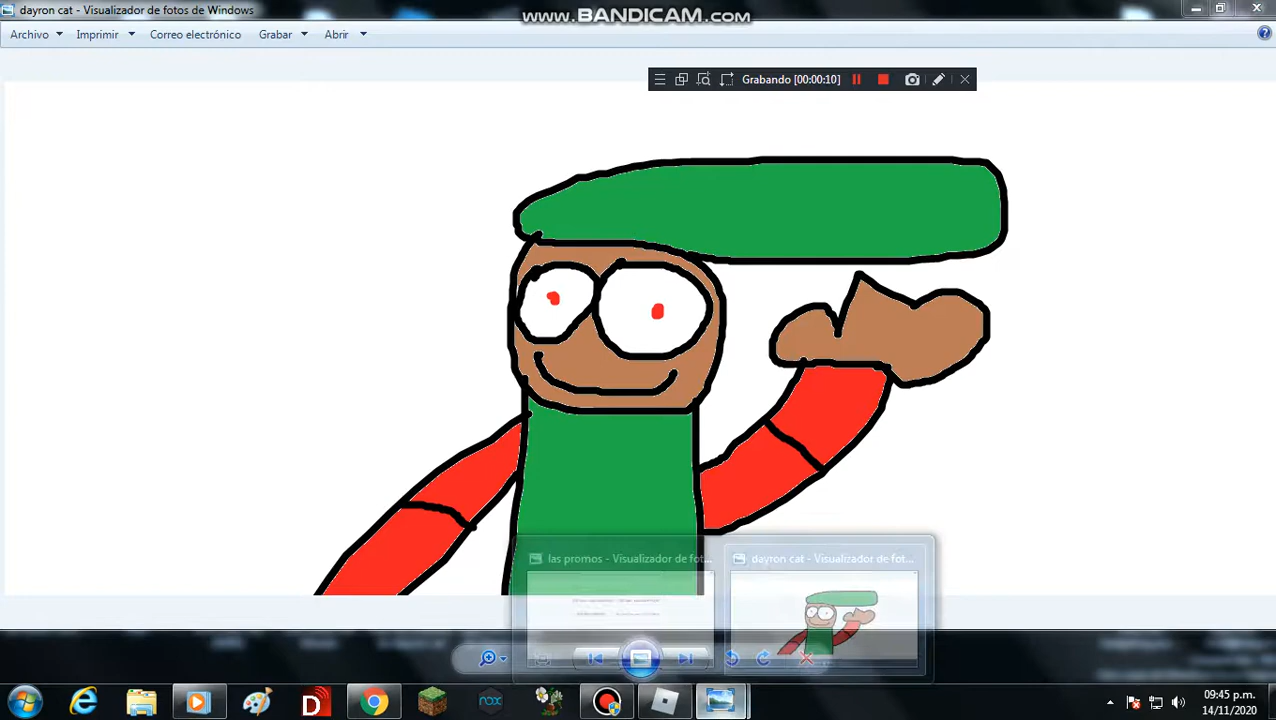 dayron cat - Visualizador de fotos de Windows
www.BANDICAM.com
Archivo Imprimir Correo electrónico Grabar Abrir
Grabando [00:00:10]
las promos - Visualizador de fot... dayron cat - Visualizador de fot...
nox
09:45 p.m.
14/11/2020